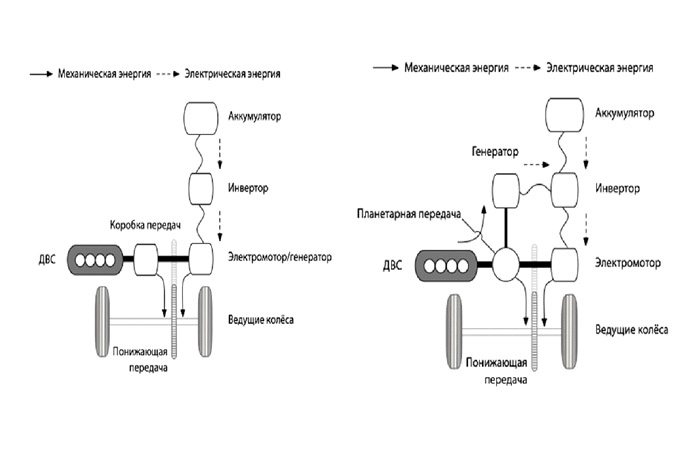 Механическая энергия
Электрическая энергия
Аккумулятор
Инвертор
Коробка передач
ДВС
Электромотор/генератор
Ведущие колёса
Понижающая
передача
Механическая энергия
Электрическая энергия
Аккумулятор
Генератор
Инвертор
Планетарная передача
ДВС
Электромотор
Ведущие колёса
Понижающая
передача